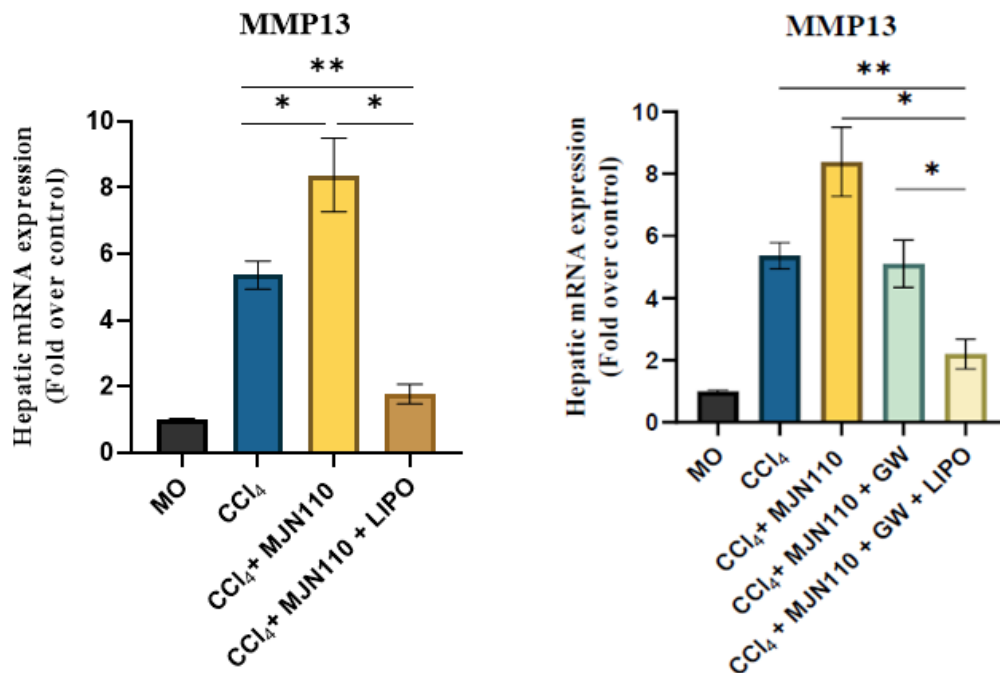 MMP13
**
* *
Hepatic mRNA expression
(Fold over control)
10
8
6
4
2
0
MO
CCl₄
CCl₄+ MJN110
CCl₄+ MJN110 + LIPO
MMP13
**
*
*
Hepatic mRNA expression
(Fold over control)
10
8
6
4
2
0
MO
CCl₄
CCl₄+ MJN110
CCl₄+ MJN110 + GW
CCl₄ + MJN110 + GW + LIPO